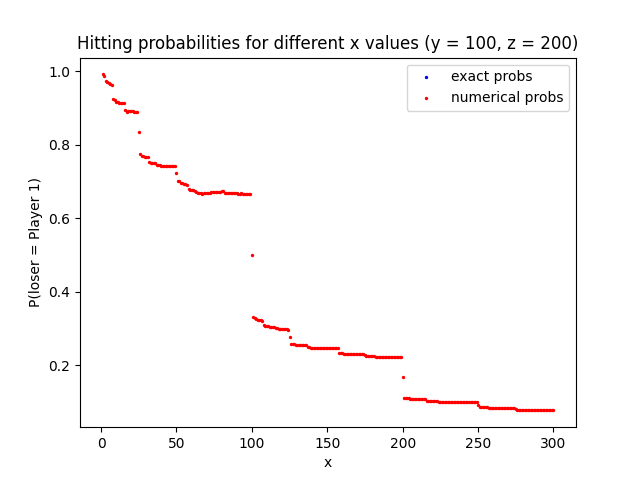 Hitting probabilities for different x values (y = 100, z = 200)
exact probs
numerical probs
P(loser = Player 1)
1.0
0.8
0.6
0.4
0.2
0 50 100 150 200 250 300
x